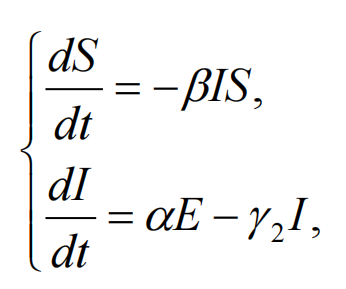 dS/dt = −βIS,
dI/dt = αE − γ₂I,